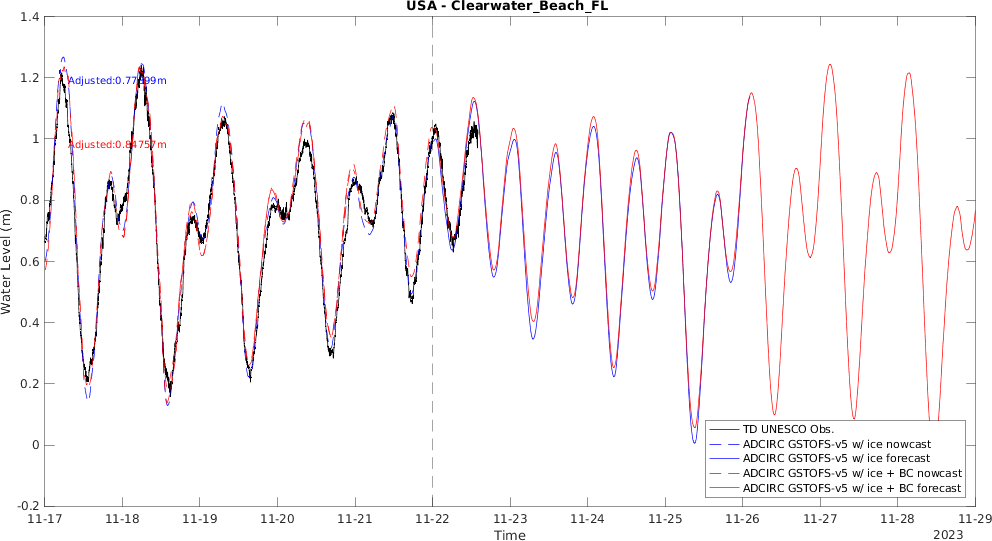 USA - Clearwater_Beach_FL
1.4
1.2
1
0.8
0.6
0.4
0.2
0
-0.2
Water Level (m)
Adjusted:0.84757m
TD UNESCO Obs.
ADCIRC GSTOFS-v5 w/ ice nowcast
ADCIRC GSTOFS-v5 w/ ice forecast
ADCIRC GSTOFS-v5 w/ ice + BC nowcast
ADCIRC GSTOFS-v5 w/ ice + BC forecast
11-17 11-18 11-19 11-20 11-21 11-22 11-23 11-24 11-25 11-26 11-27 11-28 11-29
Time
2023